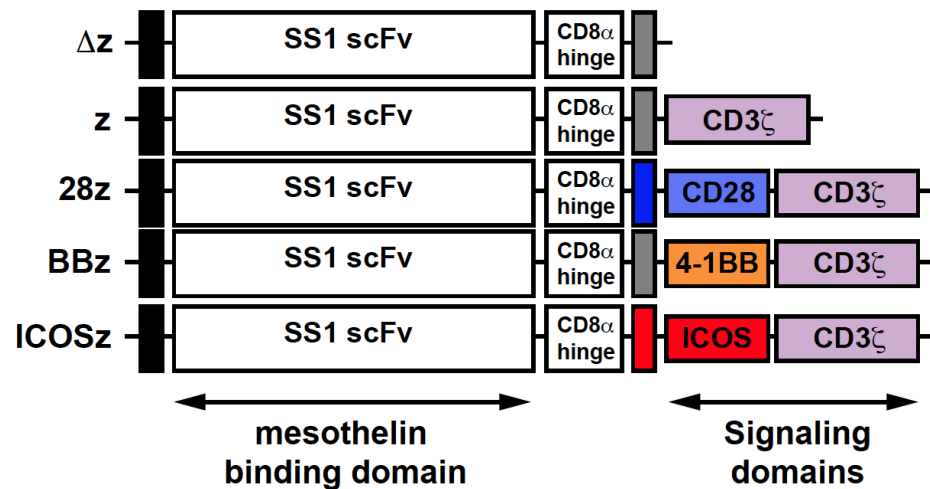 Δz SS1 scFv CD8α hinge
z SS1 scFv CD8α hinge CD3ζ
28z SS1 scFv CD8α hinge CD28 CD3ζ
BBz SS1 scFv CD8α hinge 4-1BB CD3ζ
ICOSz SS1 scFv CD8α hinge ICOS CD3ζ
mesothelin
binding domain
Signaling
domains